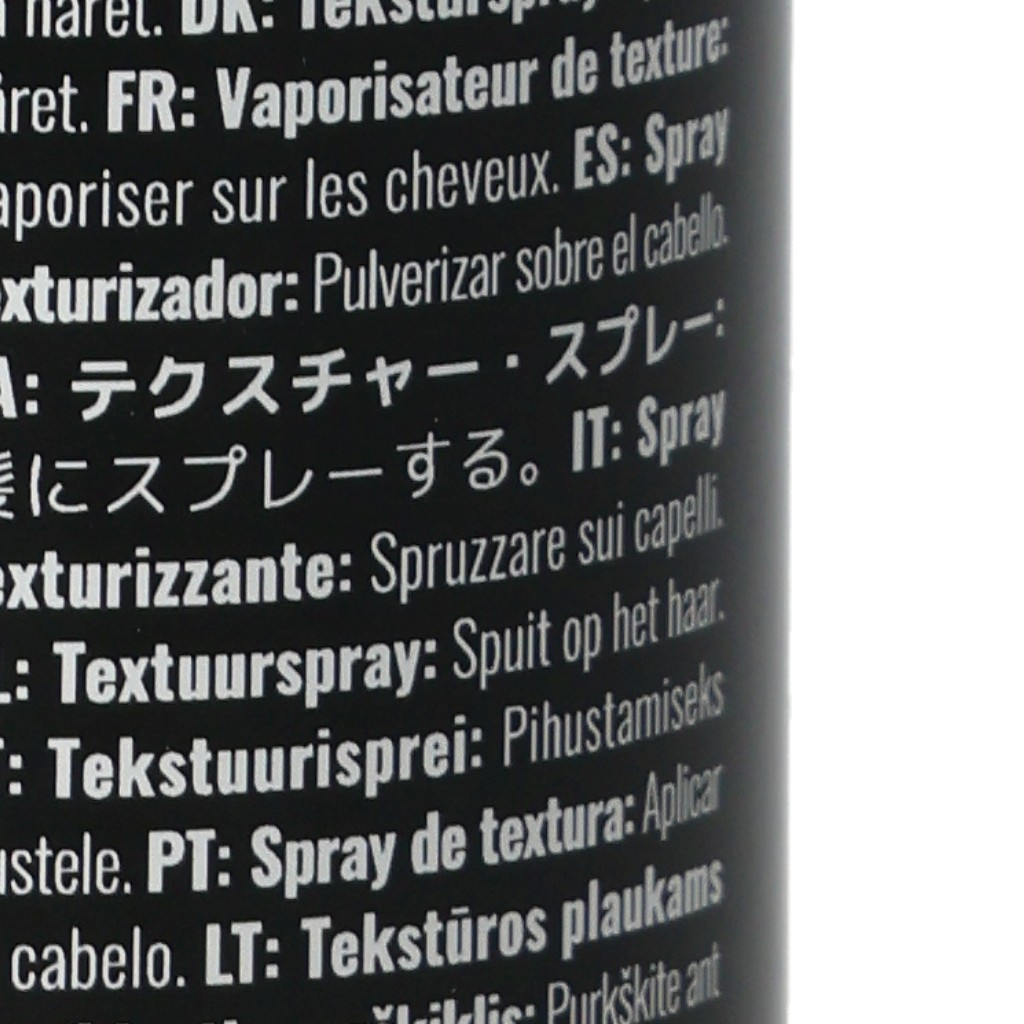 håret. DK: Teksturspray
håret. FR: Vaporisateur de texture:
aporiser sur les cheveux. ES: Spray
exturizador: Pulverizar sobre el cabello.
A: テクスチャー・スプレー:
髪にスプレーする。 IT: Spray
exturizzante: Spruzzare sui capelli.
L: Textuurspray: Spuit op het haar.
T: Tekstuurisprei: Pihustamiseks
ustele. PT: Spray de textura: Aplicar
cabelo. LT: Tekstūros plaukams
Purkškite ant